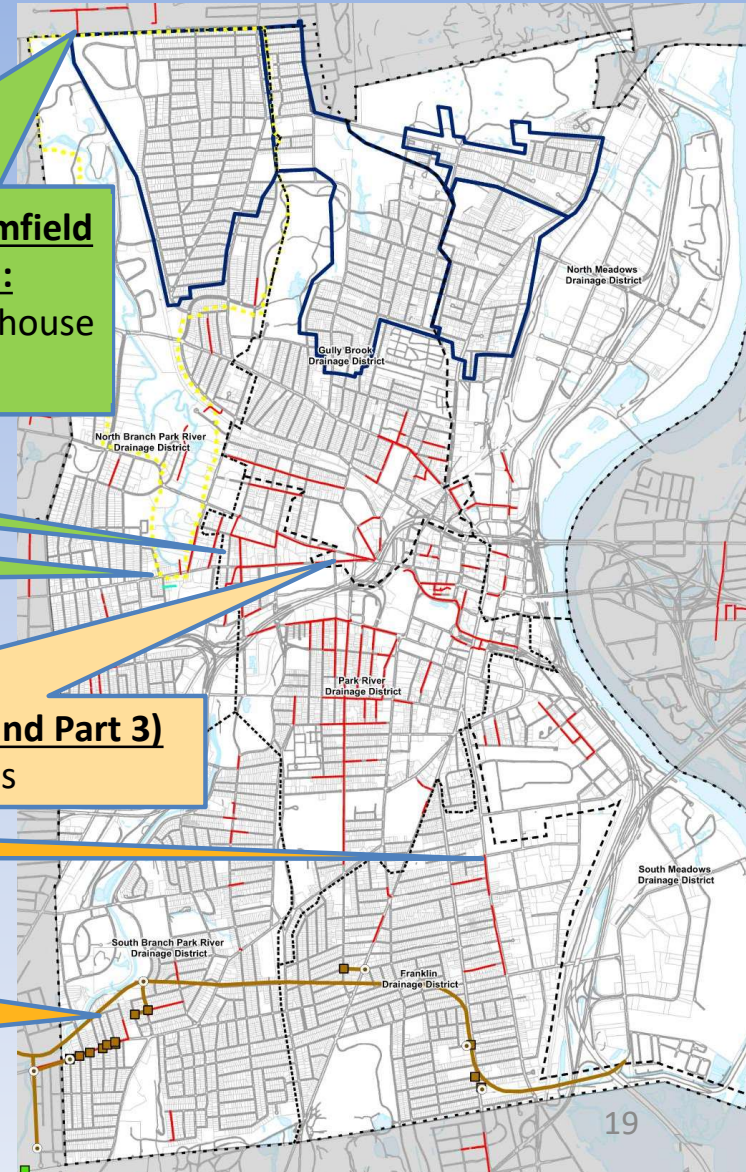 mfield
:
house
North Meadows
Drainage District
Gully Brook
Drainage District
North Branch Park River
Drainage District
Park River
Drainage District
nd Part 3)
s
South Meadows
Drainage District
South Branch Park River
Drainage District
Franklin
Drainage District
19